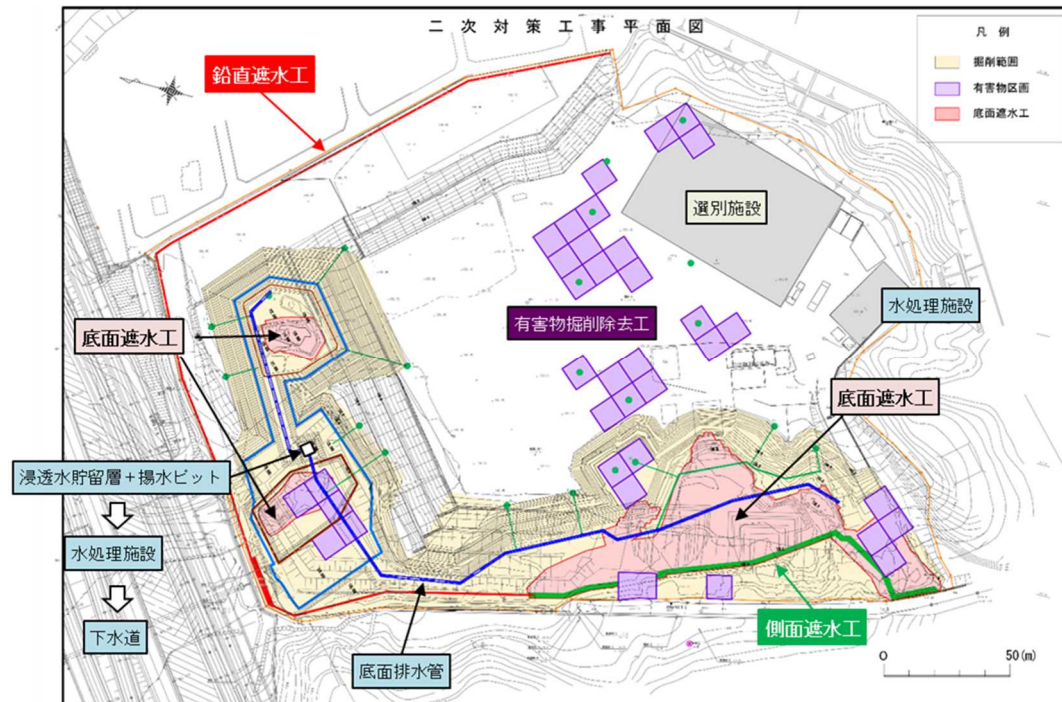 二次対策工事平面図
凡例
掘削範囲
有害物区画
底面遮水工
鉛直遮水工
選別施設
水処理施設
有害物掘削除去工
底面遮水工
底面遮水工
浸透水貯留層+揚水ピット
水処理施設
下水道
底面排水管
側面遮水工
0 50(m)